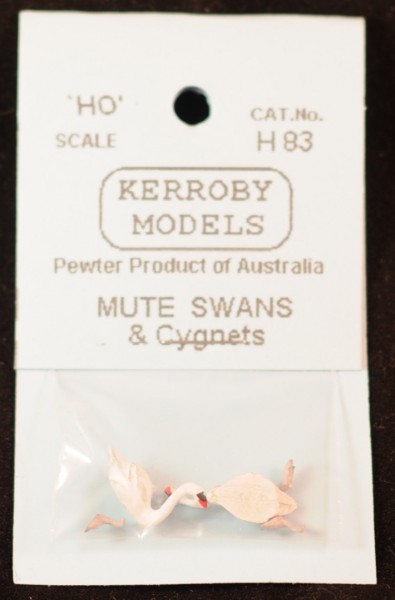 'HO'
SCALE
CAT.No.
H 83
KERROBY
MODELS
Pewter Product of Australia
MUTE SWANS
& Cygnets